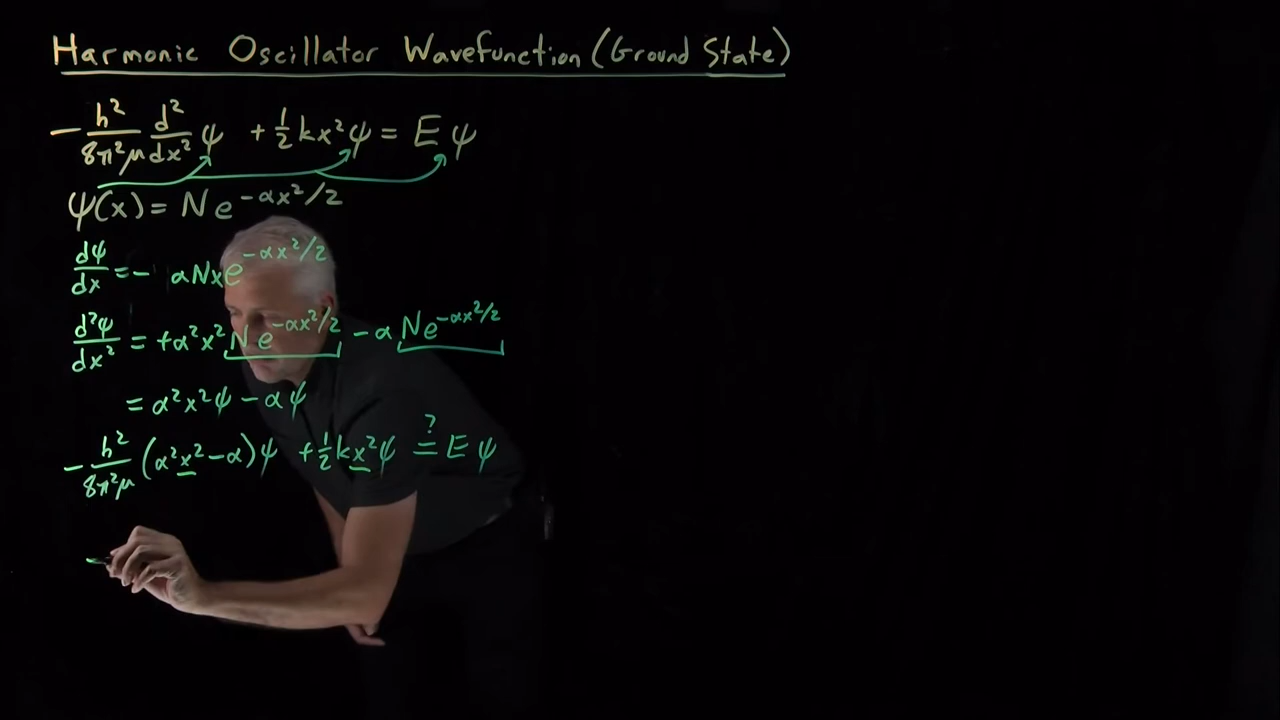 Harmonic Oscillator Wavefunction (Ground State)
-h²/8π²μ d²/dx² ψ + ½kx²ψ = Eψ
ψ(x) = Ne^(-αx²/2)
dψ/dx = - αNxe^(-αx²/2)
d²ψ/dx² = +α²x²Ne^(-αx²/2) - αNe^(-αx²/2)
= α²x²ψ - αψ
-h²/8π²μ (α²x²-α)ψ + ½kx²ψ ≟ Eψ